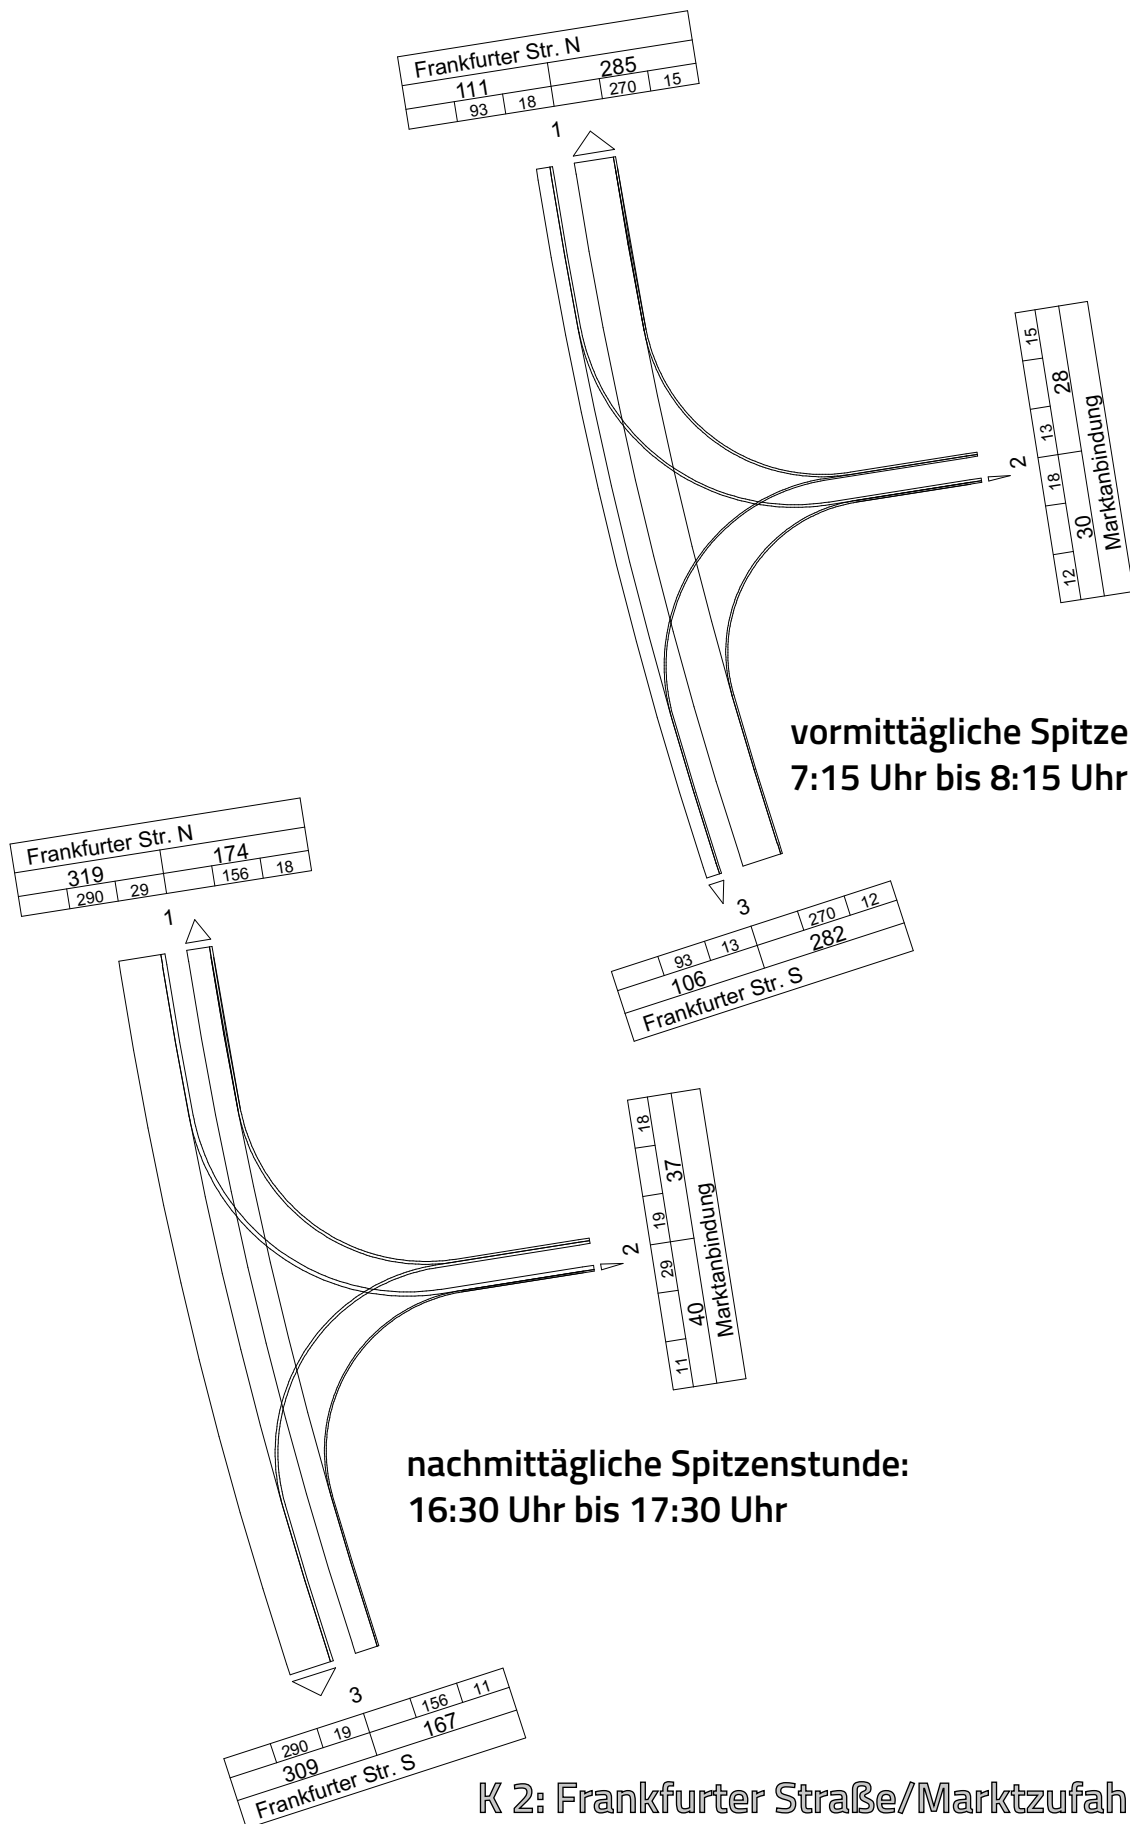 Frankfurter Str. N
111 285
93 18 270 15
1
15 13 18 12
28 30
Marktanbindung
2
vormittägliche Spitze
7:15 Uhr bis 8:15 Uhr
3
93 13 270 12
106 282
Frankfurter Str. S
Frankfurter Str. N
319 174
290 29 156 18
1
18 19 29 11
37 40
Marktanbindung
2
nachmittägliche Spitzenstunde:
16:30 Uhr bis 17:30 Uhr
3
290 19 156 11
309 167
Frankfurter Str. S
K 2: Frankfurter Straße/Marktzufah